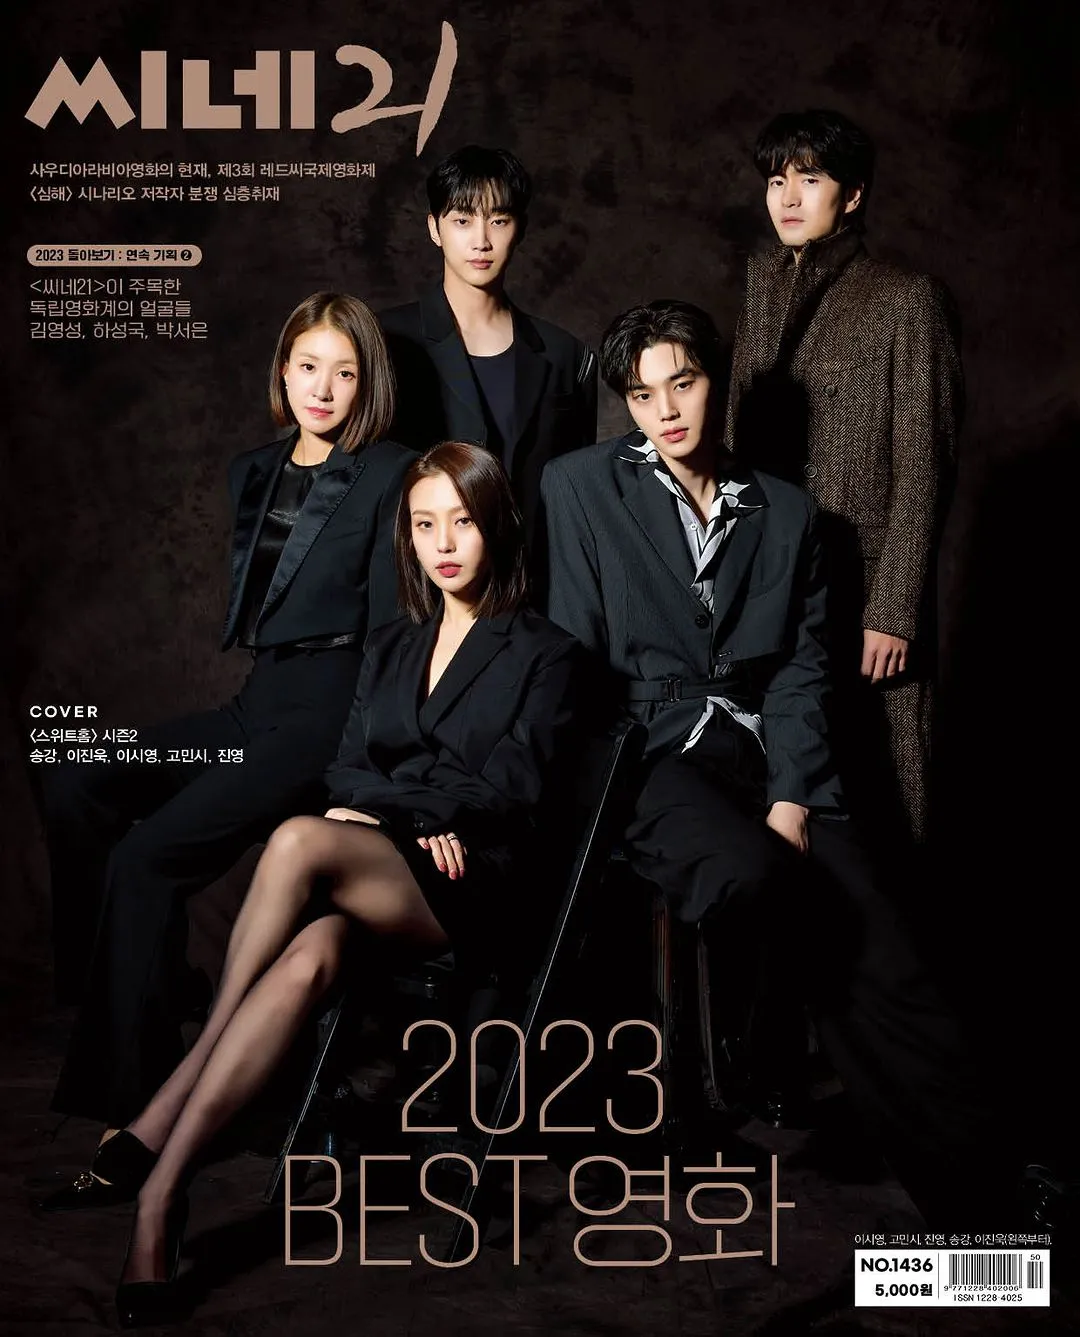 씨네21
사우디아라비아영화의 현재, 제3회 레드씨국제영화제
<심해> 시나리오 저작자 분쟁 심층취재
2023 돌아보기 : 연속 기획 ❷
<씨네21>이 주목한
독립영화계의 얼굴들
김영성, 하성국, 박서은
COVER
<스위트홈> 시즌2
송강, 이진욱, 이시영, 고민시, 진영
2023
BEST 영화
이시영, 고민시, 진영, 송강, 이진욱(왼쪽부터).
NO.1436
5,000원
50
9 771228 402006
ISSN 1228-4025